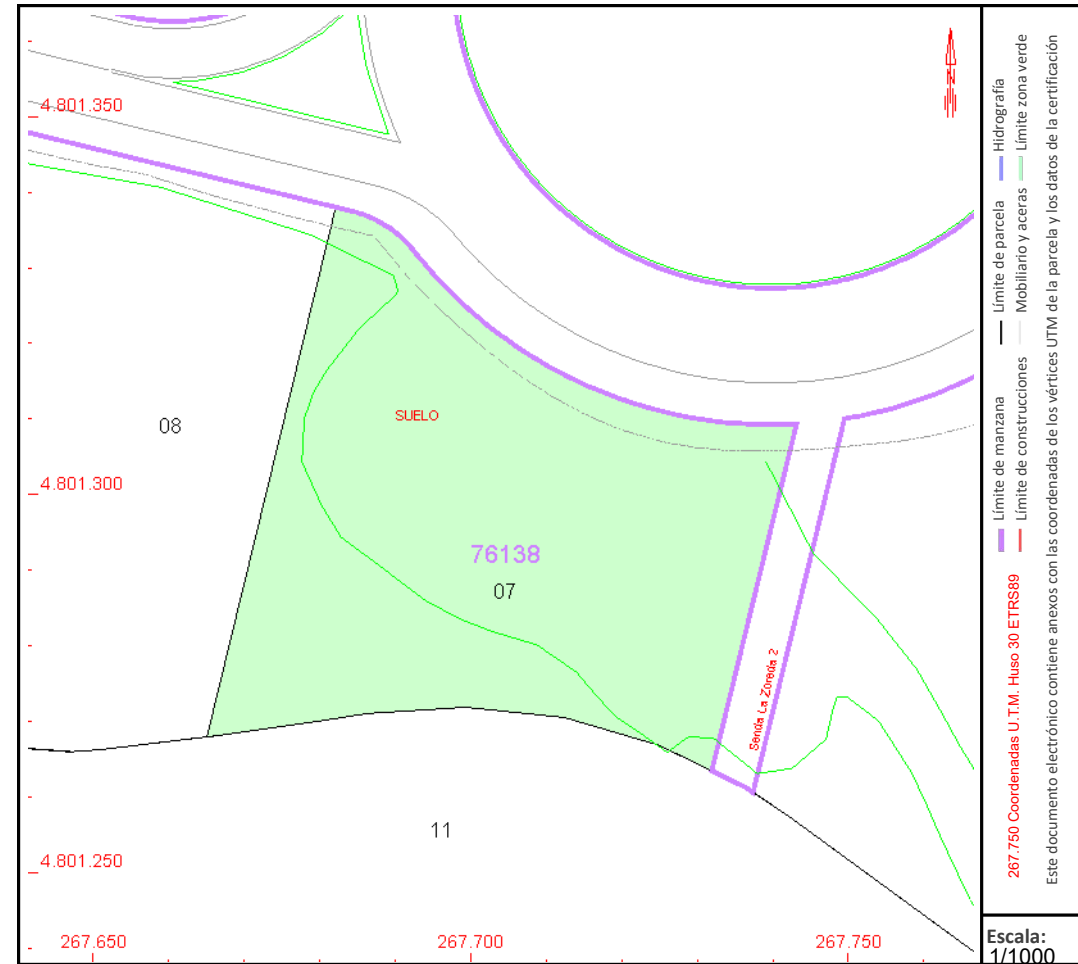 4.801.350
08
SUELO
4.801.300
76138
07
Senda La Zoreda 2
11
4.801.250
267.650
267.700
267.750
N
Límite de manzana
Límite de parcela
Hidrografía
Límite de construcciones
Mobiliario y aceras
Límite zona verde
267.750 Coordenadas U.T.M. Huso 30 ETRS89
Este documento electrónico contiene anexos con las coordenadas de los vértices UTM de la parcela y los datos de la certificación
Escala:
1/1000